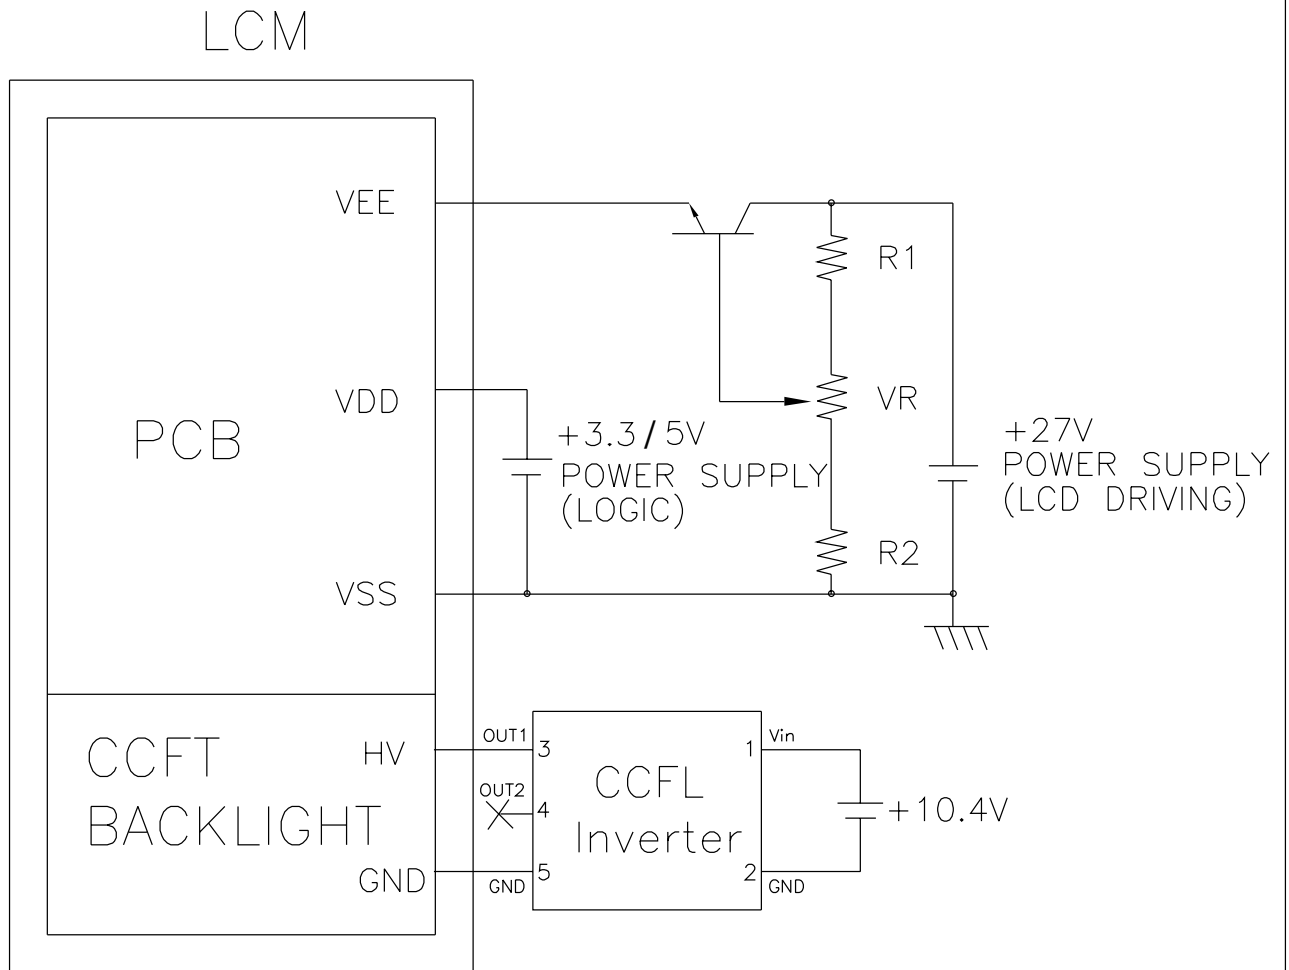 LCM
VEE
R1
VDD
VR
PCB
+3.3/5V
POWER SUPPLY
(LOGIC)
+27V
POWER SUPPLY
(LCD DRIVING)
R2
VSS
CCFT
BACKLIGHT
HV
GND
OUT1
3
OUT2
4
5
GND
CCFL
Inverter
1
Vin
2
GND
+10.4V